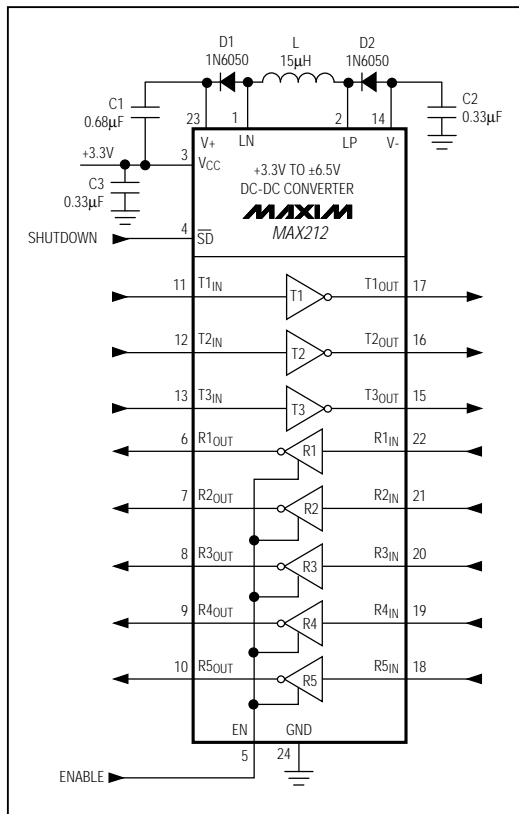 D1
1N6050
L
15µH
D2
1N6050
C1
0.68µF
C2
0.33µF
23
1
2
14
V+
LN
LP
V-
+3.3V
3
VCC
+3.3V TO ±6.5V
DC-DC CONVERTER
C3
0.33µF
MAXIM
MAX212
SHUTDOWN
4
SD
11
T1IN
T1
T1OUT
17
12
T2IN
T2
T2OUT
16
13
T3IN
T3
T3OUT
15
6
R1OUT
R1
R1IN
22
7
R2OUT
R2
R2IN
21
8
R3OUT
R3
R3IN
20
9
R4OUT
R4
R4IN
19
10
R5OUT
R5
R5IN
18
EN
GND
5
24
ENABLE